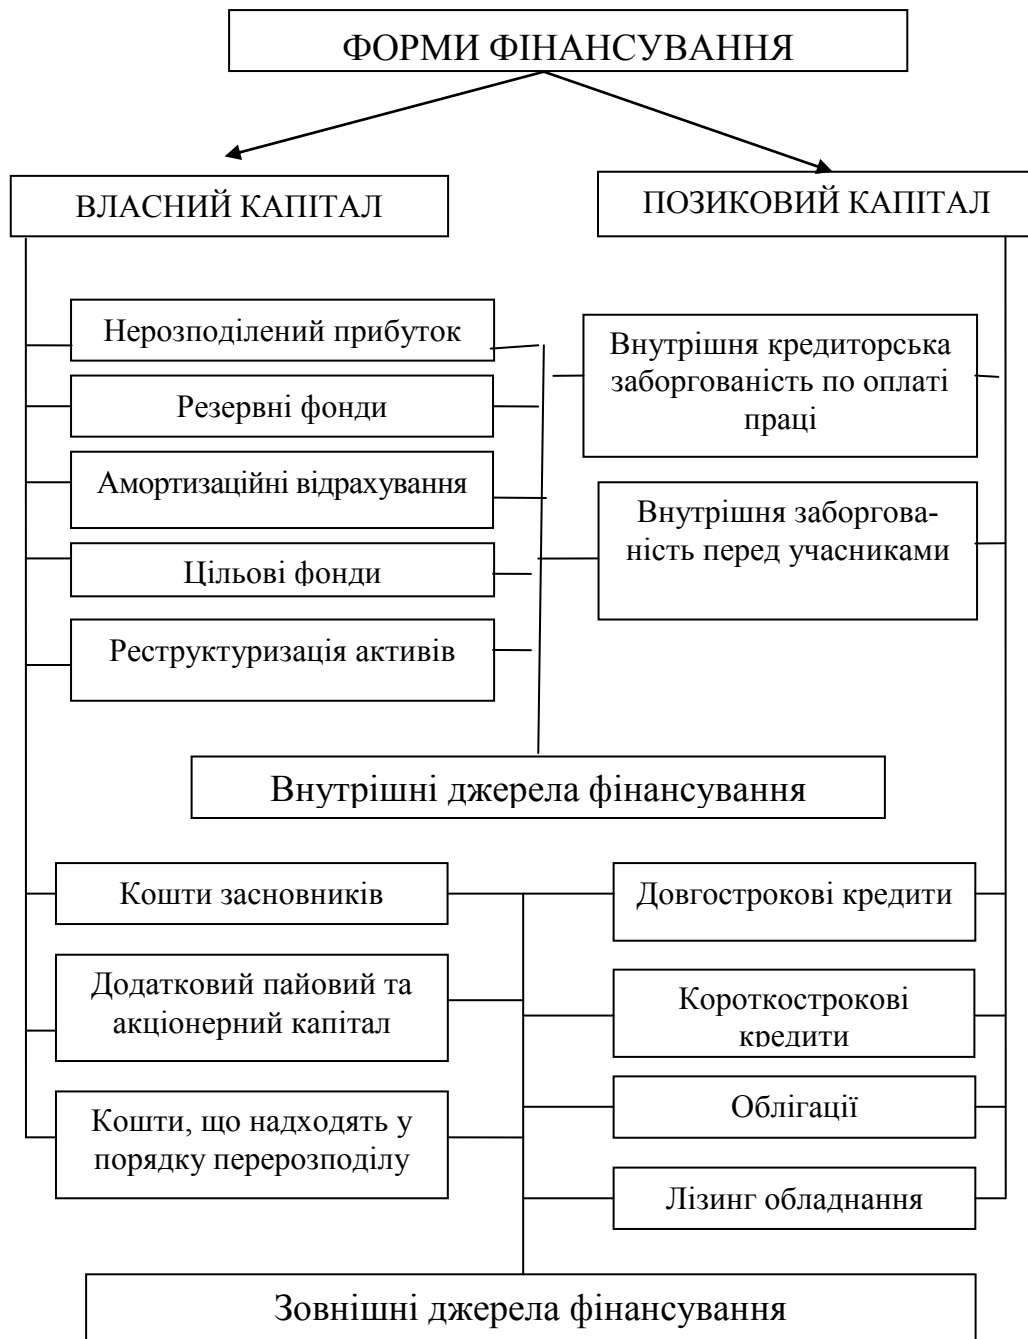 ФОРМИ ФІНАНСУВАННЯ
ВЛАСНИЙ КАПІТАЛ
ПОЗИКОВИЙ КАПІТАЛ
Нерозподілений прибуток
Резервні фонди
Амортизаційні відрахування
Цільові фонди
Реструктуризація активів
Внутрішня кредиторська
заборгованість по оплаті
праці
Внутрішня заборгова-
ність перед учасниками
Внутрішні джерела фінансування
Кошти засновників
Додатковий пайовий та
акціонерний капітал
Кошти, що надходять у
порядку перерозподілу
Довгострокові кредити
Короткострокові
кредити
Облігації
Лізинг обладнання
Зовнішні джерела фінансування